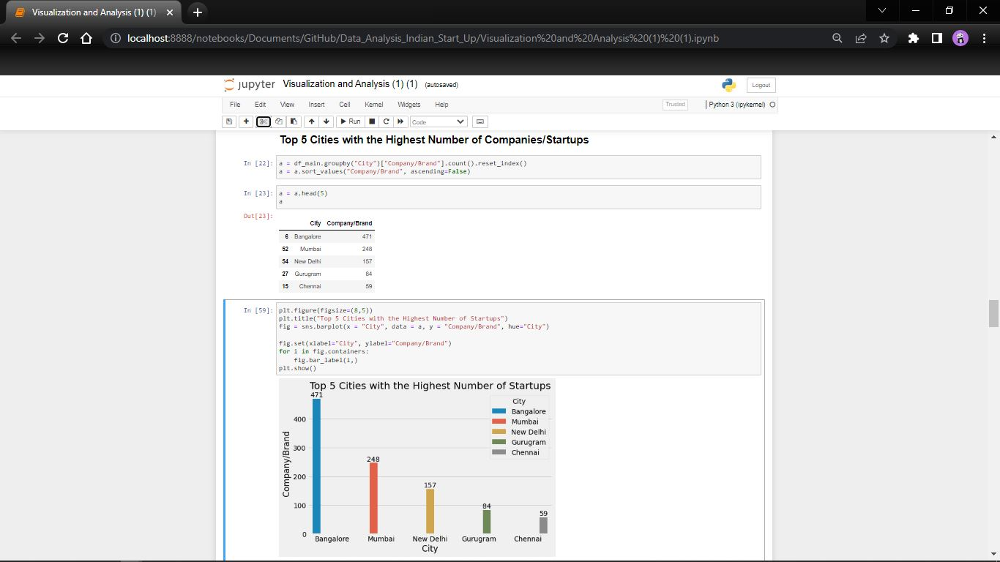 Visualization and Analysis (1) (1)
localhost:8888/notebooks/Documents/GitHub/Data_Analysis_Indian_Start_Up/Visualization%20and%20Analysis%20(1)%20(1).ipynb
jupyter Visualization and Analysis (1) (1) (autosaved)
Logout
File Edit View Insert Cell Kernel Widgets Help
Trusted
Python 3 (ipykernel)
Run
Code
Top 5 Cities with the Highest Number of Companies/Startups
In [22]: a = df_main.groupby("City")["Company/Brand"].count().reset_index()
a = a.sort_values("Company/Brand", ascending=False)
In [23]: a = a.head(5)
a
Out[23]:
City Company/Brand
6 Bangalore 471
52 Mumbai 248
54 New Delhi 157
27 Gurugram 84
15 Chennai 59
In [59]: plt.figure(figsize=(8,5))
plt.title("Top 5 Cities with the Highest Number of Startups")
fig = sns.barplot(x = "City", data = a, y = "Company/Brand", hue="City")
fig.set(xlabel="City", ylabel="Company/Brand")
for i in fig.containers:
fig.bar_label(i,)
plt.show()
Top 5 Cities with the Highest Number of Startups
471
City
Bangalore
Mumbai
New Delhi
Gurugram
Chennai
400
300
200
100
0
Company/Brand
248
157
84
59
Bangalore Mumbai New Delhi Gurugram Chennai
City